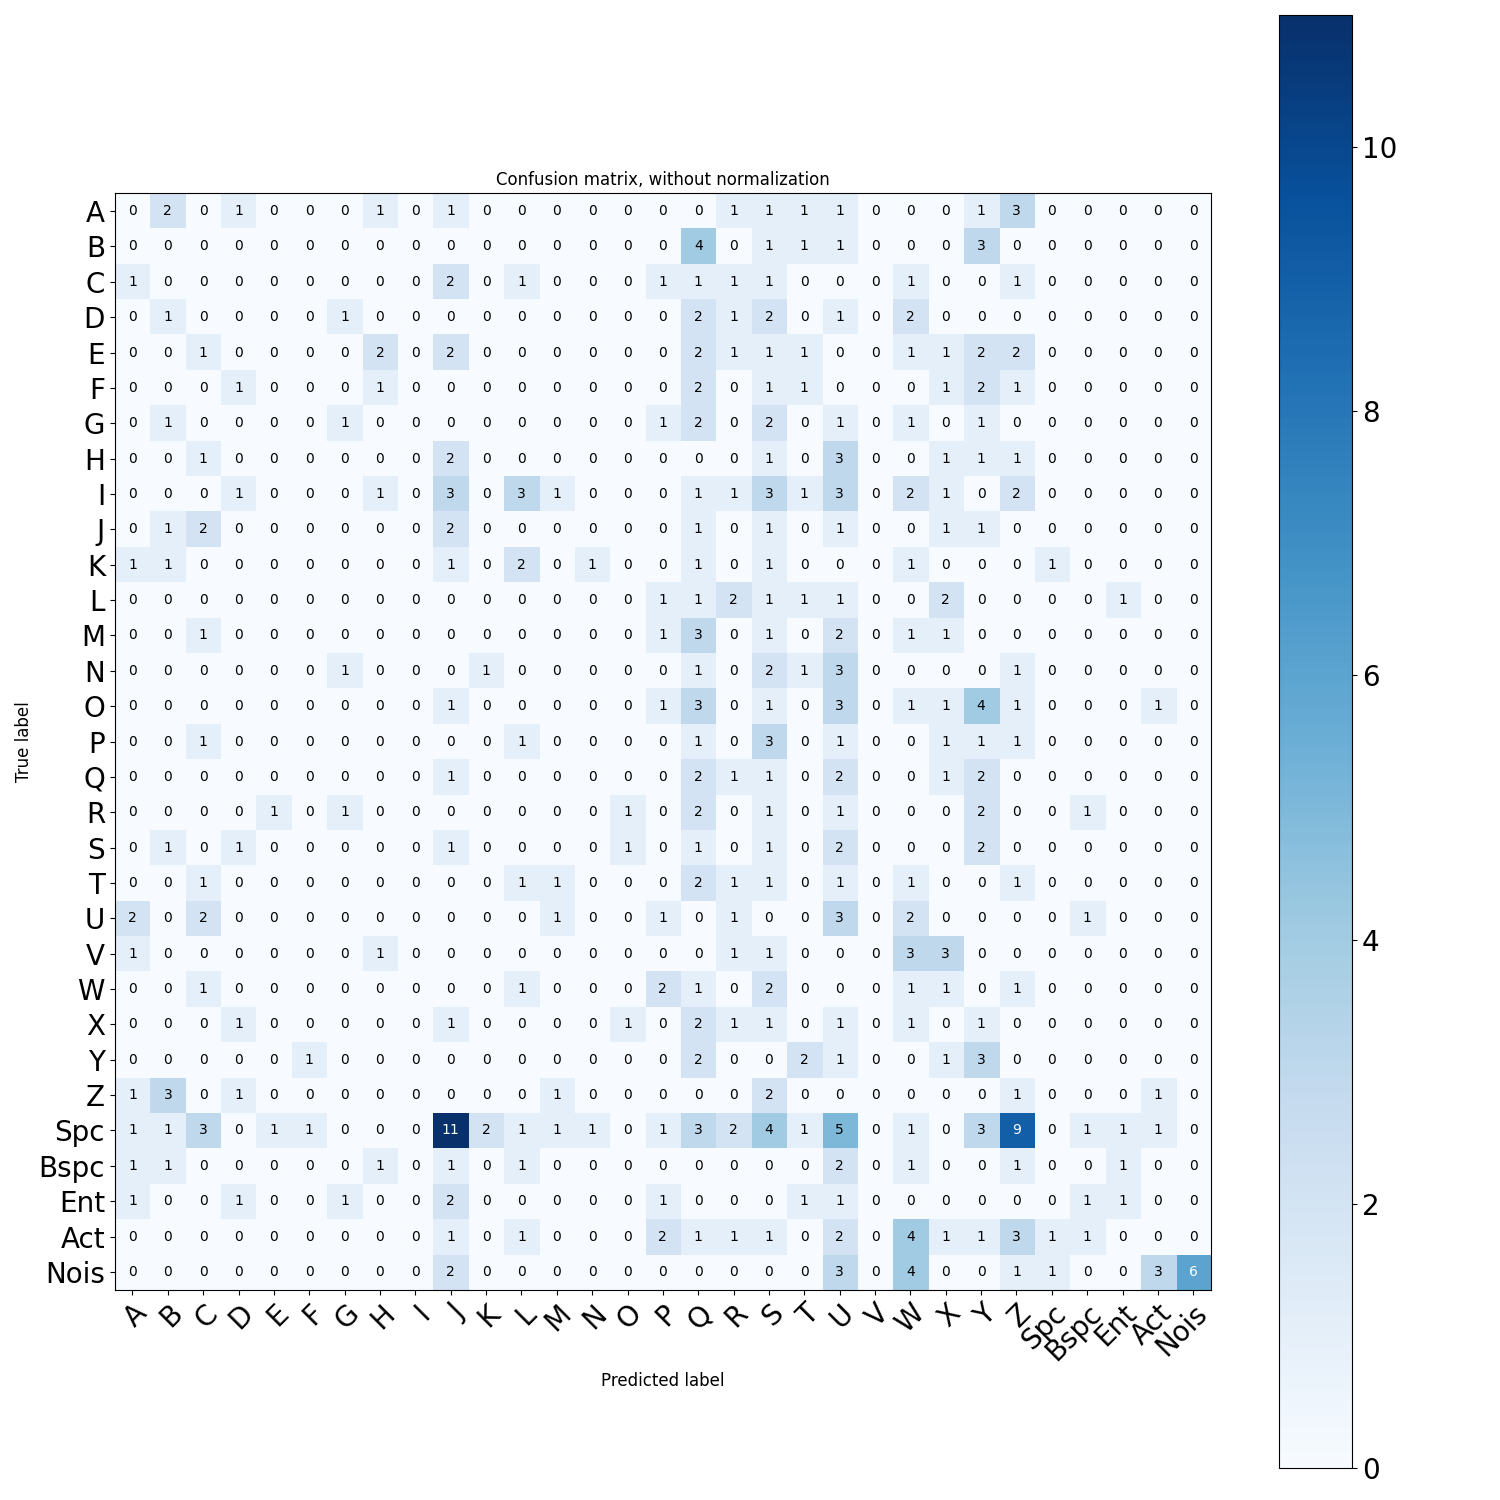 Confusion matrix, without normalization
A 0 2 0 1 0 0 0 1 0 1 0 0 0 0 0 0 0 1 1 1 1 0 0 0 1 3 0 0 0 0 0
B 0 0 0 0 0 0 0 0 0 0 0 0 0 0 0 0 4 0 1 1 1 0 0 0 3 0 0 0 0 0 0
C 1 0 0 0 0 0 0 0 0 2 0 1 0 0 0 1 1 1 1 0 0 0 1 0 0 1 0 0 0 0 0
D 0 1 0 0 0 0 1 0 0 0 0 0 0 0 0 0 2 1 2 0 1 0 2 0 0 0 0 0 0 0 0
E 0 0 1 0 0 0 0 2 0 2 0 0 0 0 0 0 2 1 1 1 0 0 1 1 2 2 0 0 0 0 0
F 0 0 0 1 0 0 0 1 0 0 0 0 0 0 0 0 2 0 1 1 0 0 0 1 2 1 0 0 0 0 0
G 0 1 0 0 0 0 1 0 0 0 0 0 0 0 0 1 2 0 2 0 1 0 1 0 1 0 0 0 0 0 0
H 0 0 1 0 0 0 0 0 0 2 0 0 0 0 0 0 0 0 1 0 3 0 0 1 1 1 0 0 0 0 0
I 0 0 0 1 0 0 0 1 0 3 0 3 1 0 0 0 1 1 3 1 3 0 2 1 0 2 0 0 0 0 0
J 0 1 2 0 0 0 0 0 0 2 0 0 0 0 0 0 1 0 1 0 1 0 0 1 1 0 0 0 0 0 0
K 1 1 0 0 0 0 0 0 0 1 0 2 0 1 0 0 1 0 1 0 0 0 1 0 0 0 1 0 0 0 0
L 0 0 0 0 0 0 0 0 0 0 0 0 0 0 0 1 1 2 1 1 1 0 0 2 0 0 0 0 1 0 0
M 0 0 1 0 0 0 0 0 0 0 0 0 0 0 0 1 3 0 1 0 2 0 1 1 0 0 0 0 0 0 0
N 0 0 0 0 0 0 1 0 0 0 1 0 0 0 0 0 1 0 2 1 3 0 0 0 0 1 0 0 0 0 0
O 0 0 0 0 0 0 0 0 0 1 0 0 0 0 0 1 3 0 1 0 3 0 1 1 4 1 0 0 0 1 0
P 0 0 1 0 0 0 0 0 0 0 0 1 0 0 0 0 1 0 3 0 1 0 0 1 1 1 0 0 0 0 0
Q 0 0 0 0 0 0 0 0 0 1 0 0 0 0 0 0 2 1 1 0 2 0 0 1 2 0 0 0 0 0 0
R 0 0 0 0 1 0 1 0 0 0 0 0 0 0 1 0 2 0 1 0 1 0 0 0 2 0 0 1 0 0 0
S 0 1 0 1 0 0 0 0 0 1 0 0 0 0 1 0 1 0 1 0 2 0 0 0 2 0 0 0 0 0 0
T 0 0 1 0 0 0 0 0 0 0 0 1 1 0 0 0 2 1 1 0 1 0 1 0 0 1 0 0 0 0 0
U 2 0 2 0 0 0 0 0 0 0 0 0 1 0 0 1 0 1 0 0 3 0 2 0 0 0 0 1 0 0 0
V 1 0 0 0 0 0 0 1 0 0 0 0 0 0 0 0 0 1 1 0 0 0 3 3 0 0 0 0 0 0 0
W 0 0 1 0 0 0 0 0 0 0 0 1 0 0 0 2 1 0 2 0 0 0 1 1 0 1 0 0 0 0 0
X 0 0 0 1 0 0 0 0 0 1 0 0 0 0 1 0 2 1 1 0 1 0 1 0 1 0 0 0 0 0 0
Y 0 0 0 0 0 1 0 0 0 0 0 0 0 0 0 0 2 0 0 2 1 0 0 1 3 0 0 0 0 0 0
Z 1 3 0 1 0 0 0 0 0 0 0 0 1 0 0 0 0 0 2 0 0 0 0 0 0 1 0 0 0 1 0
Spc 1 1 3 0 1 1 0 0 0 11 2 1 1 1 0 1 3 2 4 1 5 0 1 0 3 9 0 1 1 1 0
Bspc 1 1 0 0 0 0 0 1 0 1 0 1 0 0 0 0 0 0 0 0 2 0 1 0 0 1 0 0 1 0 0
Ent 1 0 0 1 0 0 1 0 0 2 0 0 0 0 0 1 0 0 0 1 1 0 0 0 0 0 0 1 1 0 0
Act 0 0 0 0 0 0 0 0 0 1 0 1 0 0 0 2 1 1 1 0 2 0 4 1 1 3 1 1 0 0 0
Nois 0 0 0 0 0 0 0 0 0 2 0 0 0 0 0 0 0 0 0 0 3 0 4 0 0 1 1 0 0 3 6
A B C D E F G H I J K L M N O P Q R S T U V W X Y Z Spc Bspc Ent Act Nois
Predicted label
True label
10
8
6
4
2
0